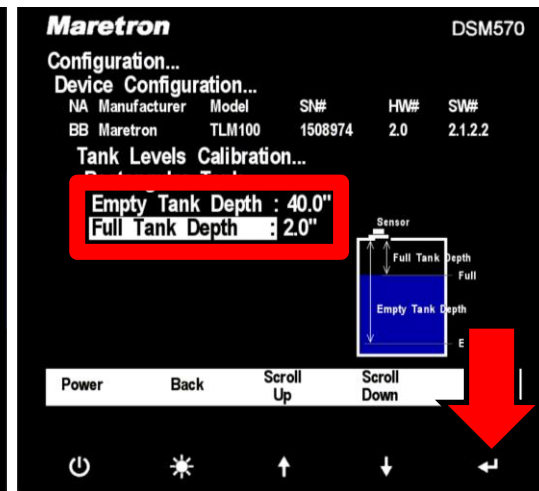 Maretron DSM570
Configuration...
Device Configuration...
NA Manufacturer Model SN# HW# SW#
BB Maretron TLM100 1508974 2.0 2.1.2.2
Tank Levels Calibration...
Empty Tank Depth : 40.0"
Full Tank Depth : 2.0"
Sensor
Full Tank Depth
Full
Empty Tank Depth
E
Power Back Scroll Up Scroll Down